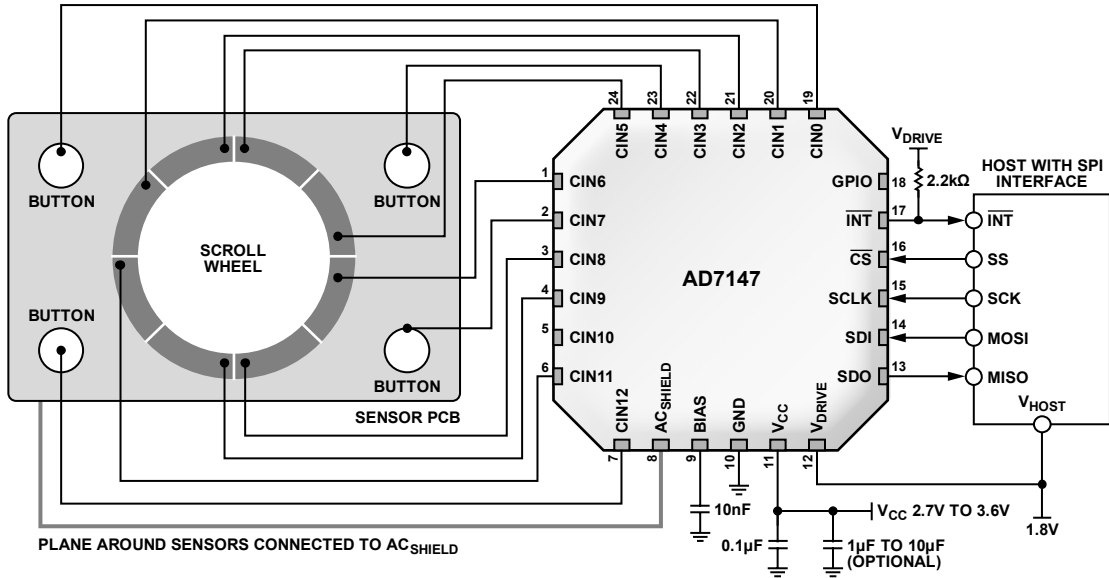 24
23
22
21
20
19
CIN5
CIN4
CIN3
CIN2
CIN1
CIN0
BUTTON
BUTTON
SCROLL
WHEEL
BUTTON
BUTTON
SENSOR PCB
1 CIN6
2 CIN7
3 CIN8
4 CIN9
5 CIN10
6 CIN11
AD7147
VDRIVE
2.2kΩ
GPIO 18
INT 17
CS 16
SCLK 15
SDI 14
SDO 13
HOST WITH SPI
INTERFACE
INT
SS
SCK
MOSI
MISO
VHOST
CIN12
ACSHIELD
BIAS
GND
VCC
VDRIVE
7
8
9
10
11
12
10nF
0.1µF
VCC 2.7V TO 3.6V
1µF TO 10µF
(OPTIONAL)
1.8V
PLANE AROUND SENSORS CONNECTED TO ACSHIELD